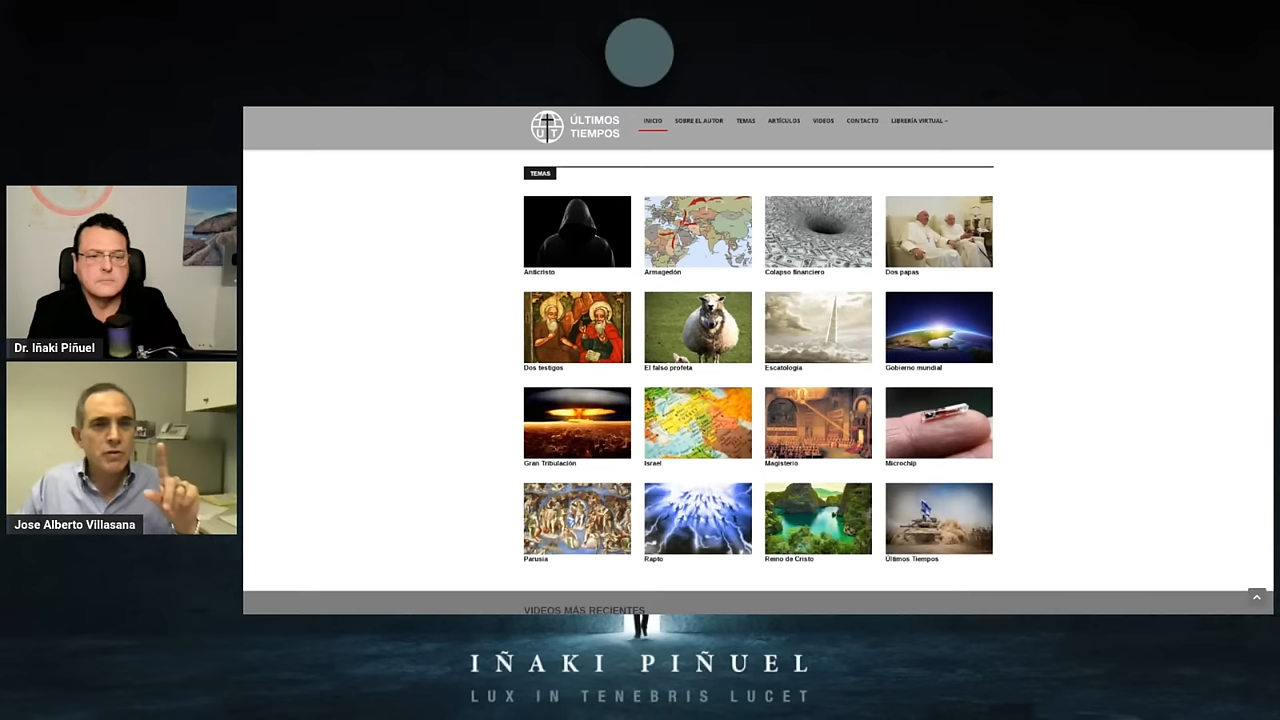 ÚLTIMOS
TIEMPOS
U T
INICIO SOBRE EL AUTOR TEMAS ARTÍCULOS VIDEOS CONTACTO LIBRERÍA VIRTUAL
TEMAS
Anticristo Armagedón Colapso financiero Dos papas
Dos testigos El falso profeta Escatología Gobierno mundial
Gran Tribulación Israel Magisterio Microchip
Parusía Rapto Reino de Cristo Últimos Tiempos
VIDEOS MÁS RECIENTES
Dr. Iñaki Piñuel
Jose Alberto Villasana
IÑAKI PIÑUEL
LUX IN TENEBRIS LUCET